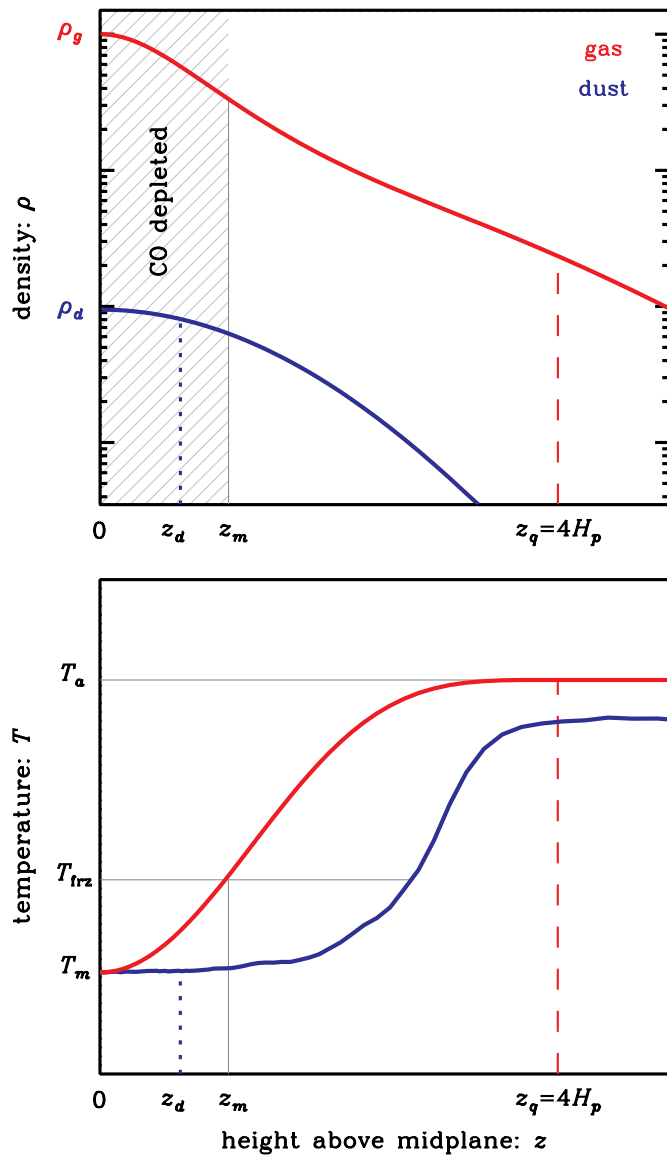 ρg
gas
dust
CO depleted
density: ρ
ρd
0
zd
zm
zq=4Hp
Ta
temperature: T
Tfrz
Tm
0
zd
zm
zq=4Hp
height above midplane: z